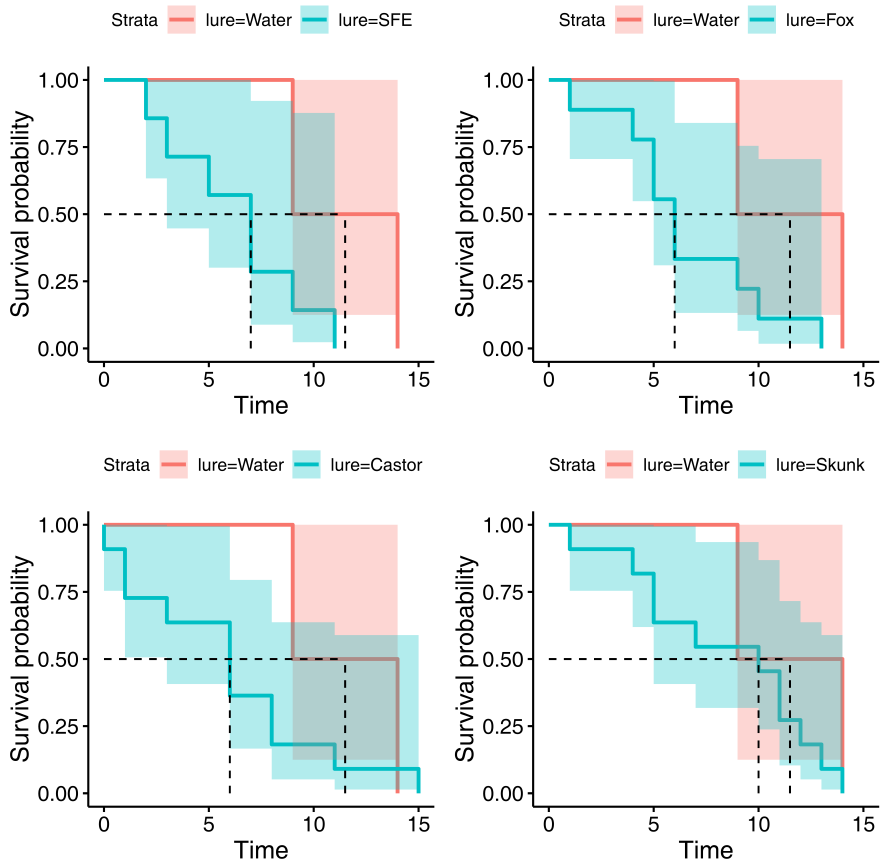 Strata lure=Water lure=SFE
1.00
0.75
0.50
0.25
0.00
Survival probability
0 5 10 15
Time
Strata lure=Water lure=Fox
1.00
0.75
0.50
0.25
0.00
Survival probability
0 5 10 15
Time
Strata lure=Water lure=Castor
1.00
0.75
0.50
0.25
0.00
Survival probability
0 5 10 15
Time
Strata lure=Water lure=Skunk
1.00
0.75
0.50
0.25
0.00
Survival probability
0 5 10 15
Time